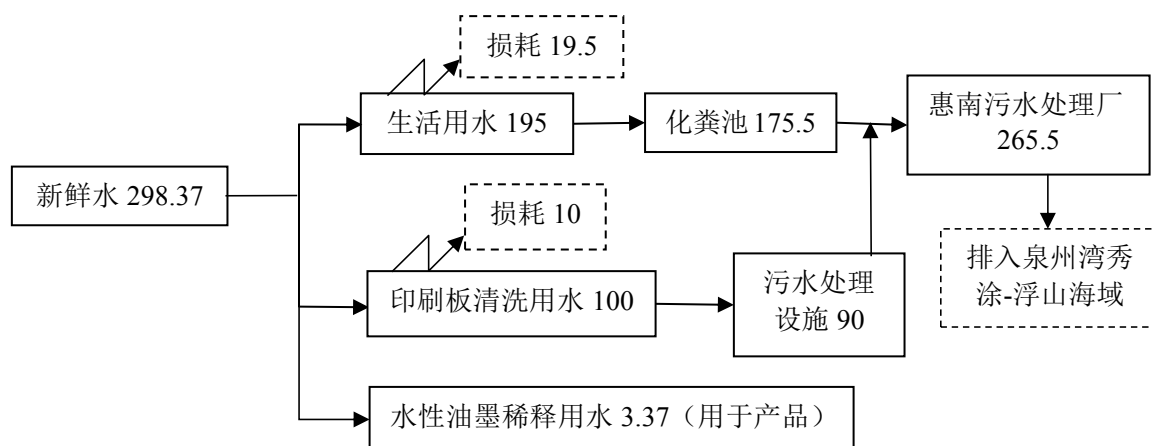 损耗 19.5
生活用水 195
化粪池 175.5
惠南污水处理厂
265.5
新鲜水 298.37
损耗 10
印刷板清洗用水 100
污水处理
设施 90
排入泉州湾秀
涂-浮山海域
水性油墨稀释用水 3.37（用于产品）